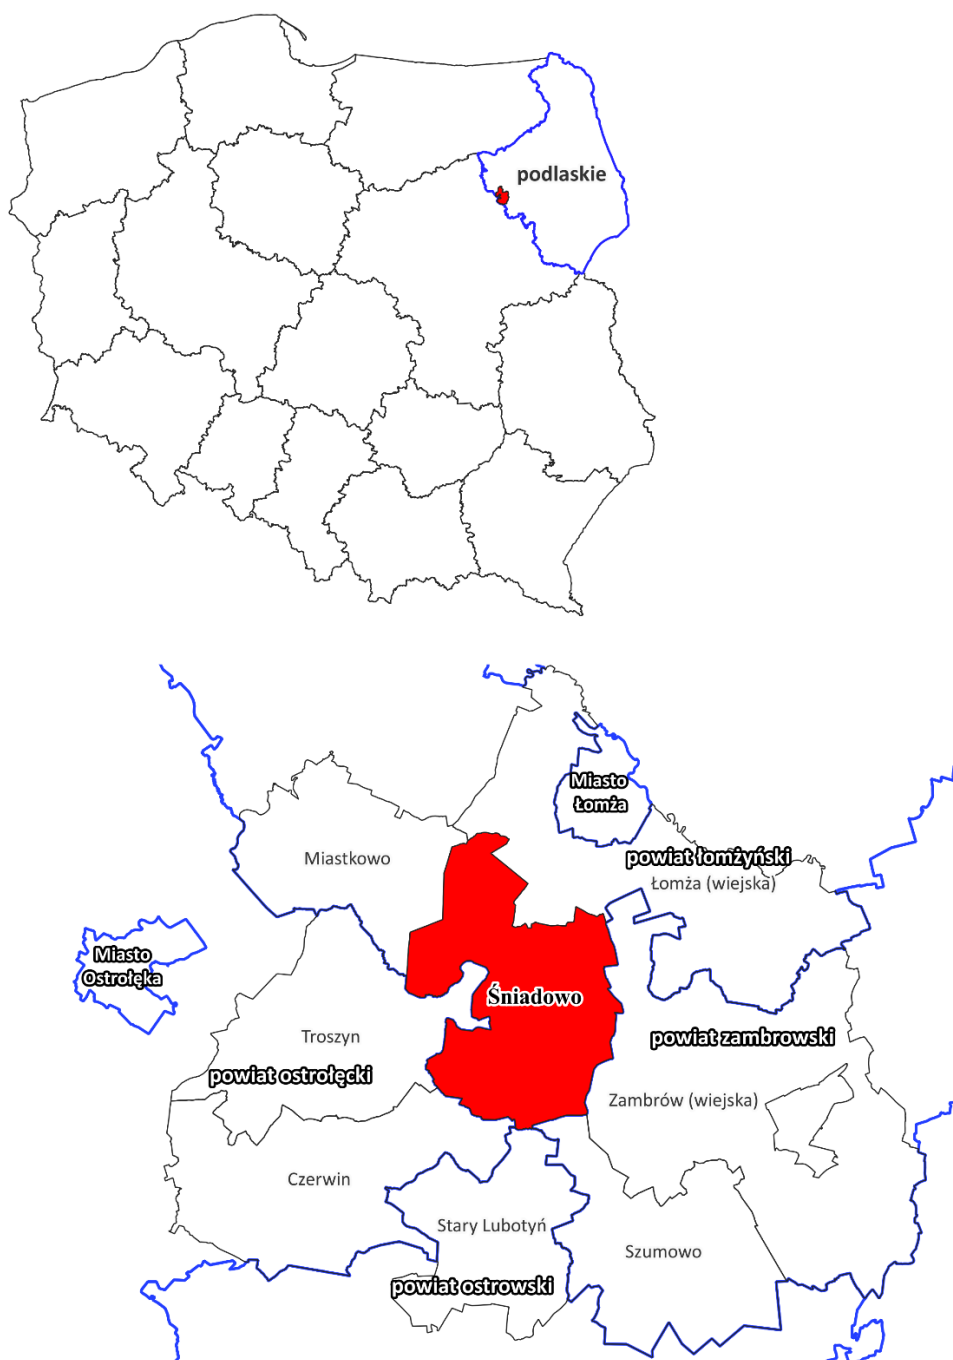 podlaskie
Miasto
Łomża
powiat łomżyński
Miastkowo
Łomża (wiejska)
Miasto
Ostrołęka
Śniadowo
Troszyn
powiat zambrowski
powiat ostrołęcki
Zambrów (wiejska)
Czerwin
Stary Lubotyń
Szumowo
powiat ostrowski